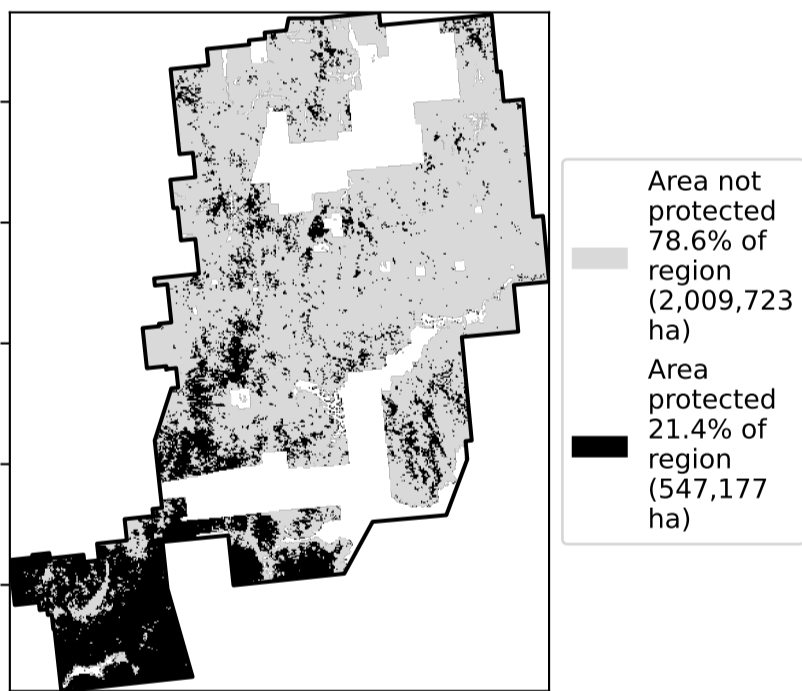 Area not
protected
78.6% of
region
(2,009,723
ha)
Area
protected
21.4% of
region
(547,177
ha)